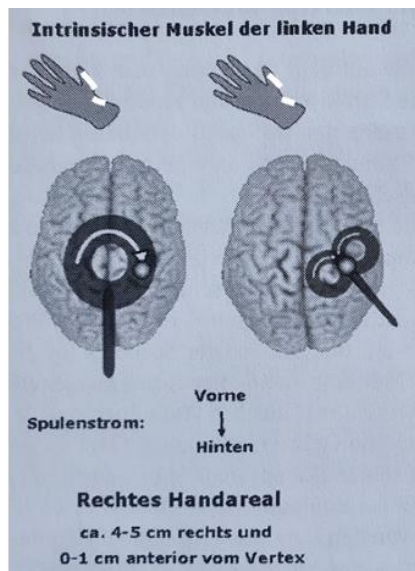 Intrinsischer Muskel der linken Hand
Vorne
Spulenstrom:
Hinten
Rechtes Handareal
ca. 4-5 cm rechts und
0-1 cm anterior vom Vertex